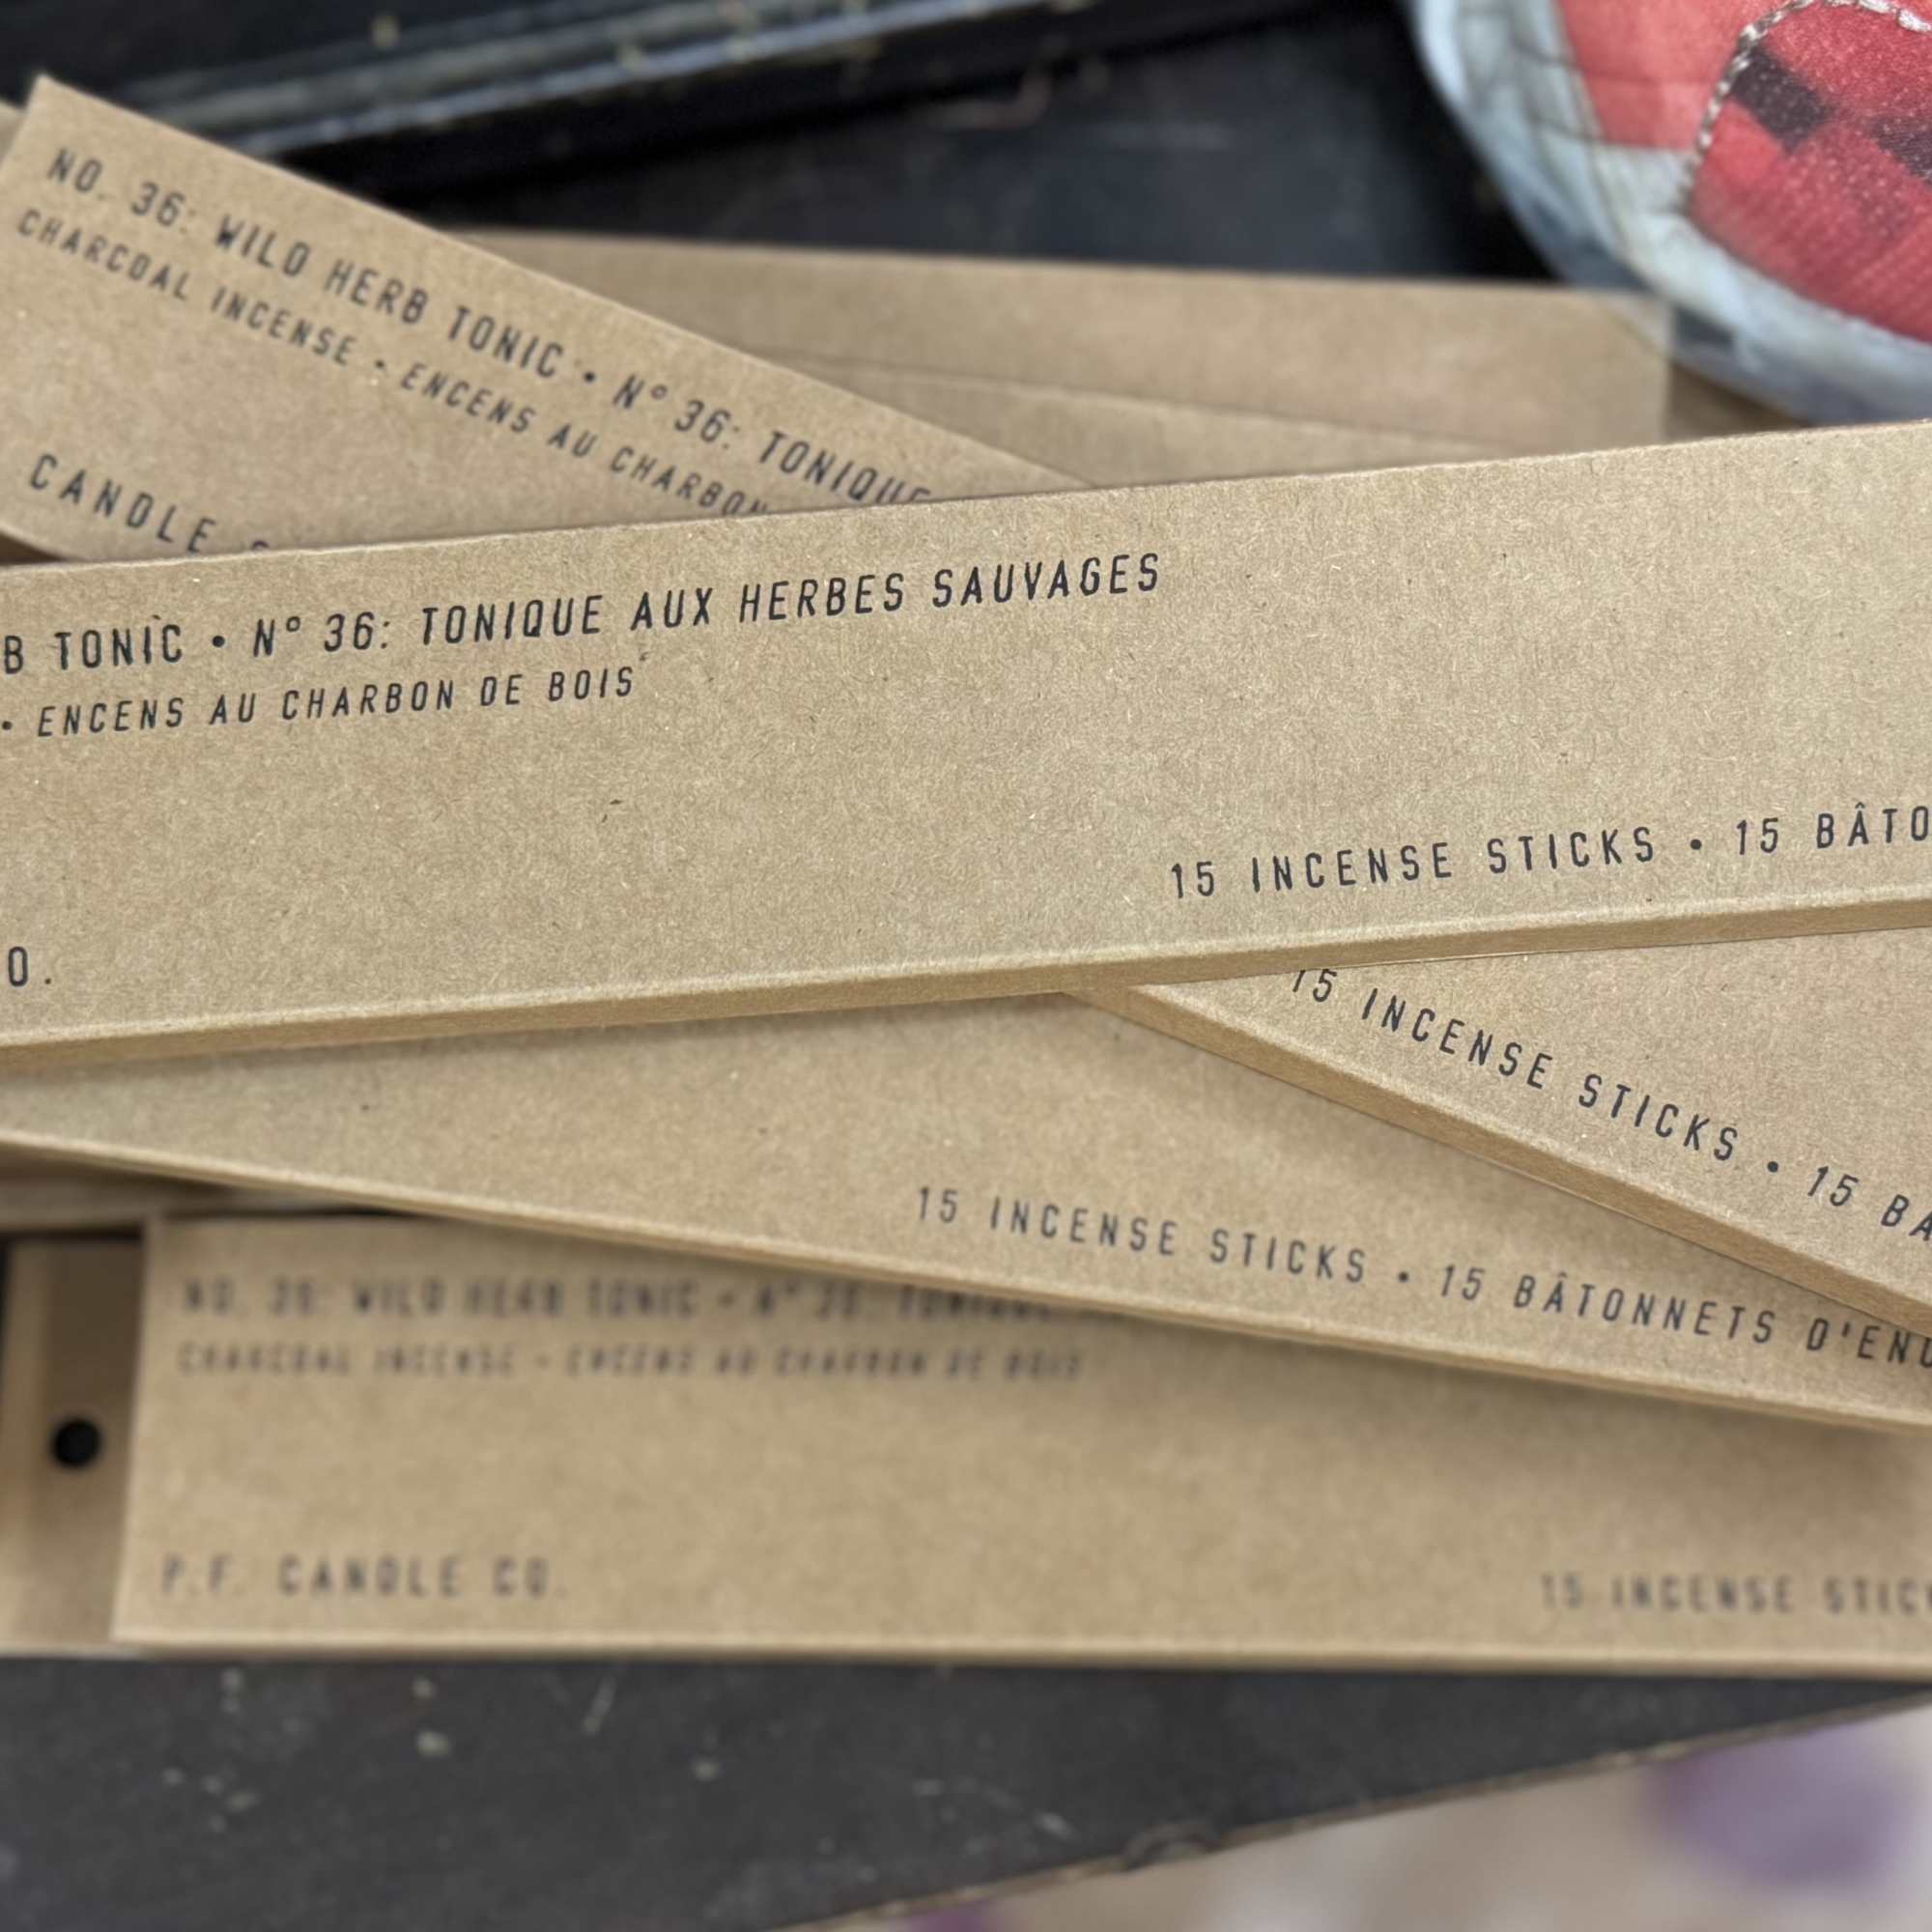 NO. 36: WILD HERB TONIC • N° 36: TONIQUE
CHARCOAL INCENSE • ENCENS AU CHARBON
CANDLE
B TONIC • N° 36: TONIQUE AUX HERBES SAUVAGES
• ENCENS AU CHARBON DE BOIS
15 INCENSE STICKS • 15 BÂTO
O.
15 INCENSE STICKS • 15 BA
15 INCENSE STICKS • 15 BÂTONNETS D'ENC
NO. 36: WILD HERB TONIC • N° 36: TONIQUE
CHARCOAL INCENSE • ENCENS AU CHARBON DE BOIS
P.F. CANDLE CO.
15 INCENSE STICK